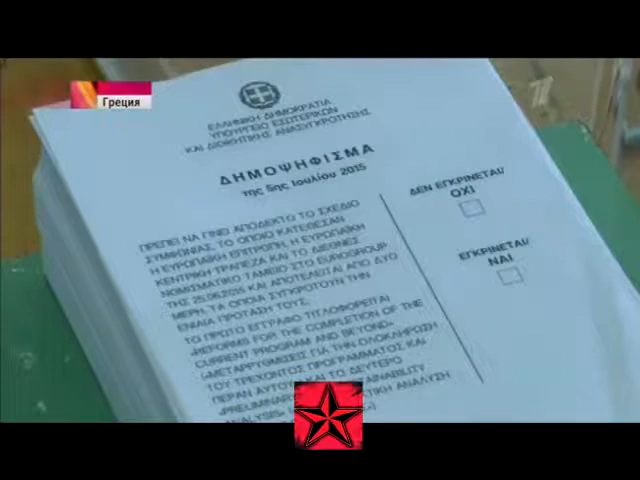 Греция
ΕΛΛΗΝΙΚΗ ΔΗΜΟΚΡΑΤΙΑ
ΥΠΟΥΡΓΕΙΟ ΕΣΩΤΕΡΙΚΩΝ
ΚΑΙ ΔΙΟΙΚΗΤΙΚΗΣ ΑΝΑΣΥΓΚΡΟΤΗΣΗΣ
ΔΗΜΟΨΗΦΙΣΜΑ
της 5ης Ιουλίου 2015
ΠΡΕΠΕΙ ΝΑ ΓΙΝΕΙ ΑΠΟΔΕΚΤΟ ΤΟ ΣΧΕΔΙΟ
ΣΥΜΦΩΝΙΑΣ, ΤΟ ΟΠΟΙΟ ΚΑΤΕΘΕΣΑΝ
Η ΕΥΡΩΠΑΪΚΗ ΕΠΙΤΡΟΠΗ, Η ΕΥΡΩΠΑΪΚΗ
ΚΕΝΤΡΙΚΗ ΤΡΑΠΕΖΑ ΚΑΙ ΤΟ ΔΙΕΘΝΕΣ
ΝΟΜΙΣΜΑΤΙΚΟ ΤΑΜΕΙΟ ΣΤΟ EUROGROUP
ΤΗΣ 25.06.2015 ΚΑΙ ΑΠΟΤΕΛΕΙΤΑΙ ΑΠΟ ΔΥΟ
ΜΕΡΗ, ΤΑ ΟΠΟΙΑ ΣΥΓΚΡΟΤΟΥΝ ΤΗΝ
ΕΝΙΑΙΑ ΠΡΟΤΑΣΗ ΤΟΥΣ.
ΤΟ ΠΡΩΤΟ ΕΓΓΡΑΦΟ ΤΙΤΛΟΦΟΡΕΙΤΑΙ
«REFORMS FOR THE COMPLETION OF THE
CURRENT PROGRAM AND BEYOND»
«ΜΕΤΑΡΡΥΘΜΙΣΕΙΣ ΓΙΑ ΤΗΝ ΟΛΟΚΛΗΡΩΣΗ
ΤΟΥ ΤΡΕΧΟΝΤΟΣ ΠΡΟΓΡΑΜΜΑΤΟΣ ΚΑΙ
ΠΕΡΑΝ ΑΥΤΟΥ» ΚΑΙ ΤΟ ΔΕΥΤΕΡΟ
«PRELIMINARY
ΑΝΑΛΥΣΗ
ANALYSIS
ΔΕΝ ΕΓΚΡΙΝΕΤΑΙ/
ΟΧΙ
ΕΓΚΡΙΝΕΤΑΙ/
ΝΑΙ